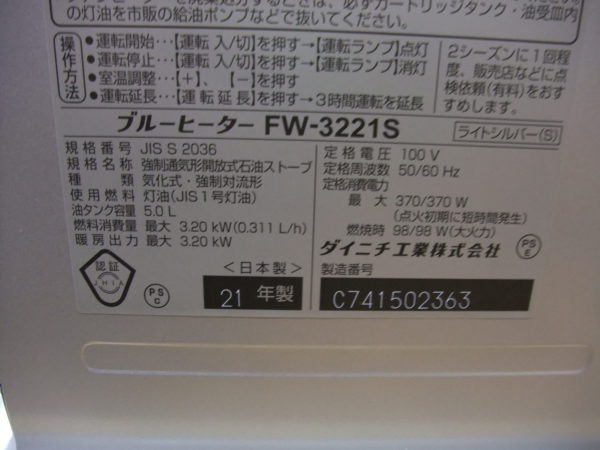 の灯油を市販の給油ポンプなどで抜いてください。
操作方法
●運転開始…【運転 入/切】を押す→【運転ランプ】点灯
●運転停止…【運転 入/切】を押す→【運転ランプ】消灯
●室温調整…【+】、【-】を押す
●運転延長…【運転延長】を押す→3時間運転を延長
2シーズンに1回程
度、販売店などに点
検依頼(有料)をおす
すめします。
ブルーヒーター FW-3221S
ライトシルバー(S)
規格番号 JIS S 2036
規格名称 強制通気形開放式石油ストーブ
種類 気化式・強制対流形
使用燃料 灯油(JIS1号灯油)
油タンク容量 5.0 L
燃料消費量 最大 3.20 kW(0.311 L/h)
暖房出力 最大 3.20 kW
定格電圧 100 V
定格周波数 50/60 Hz
定格消費電力
最大 370/370 W
(点火初期に短時間発生)
燃焼時 98/98 W(大火力)
ダイニチ工業株式会社
PS E
認証
JHIA
PS C
<日本製>
21 年製
製造番号
C741502363